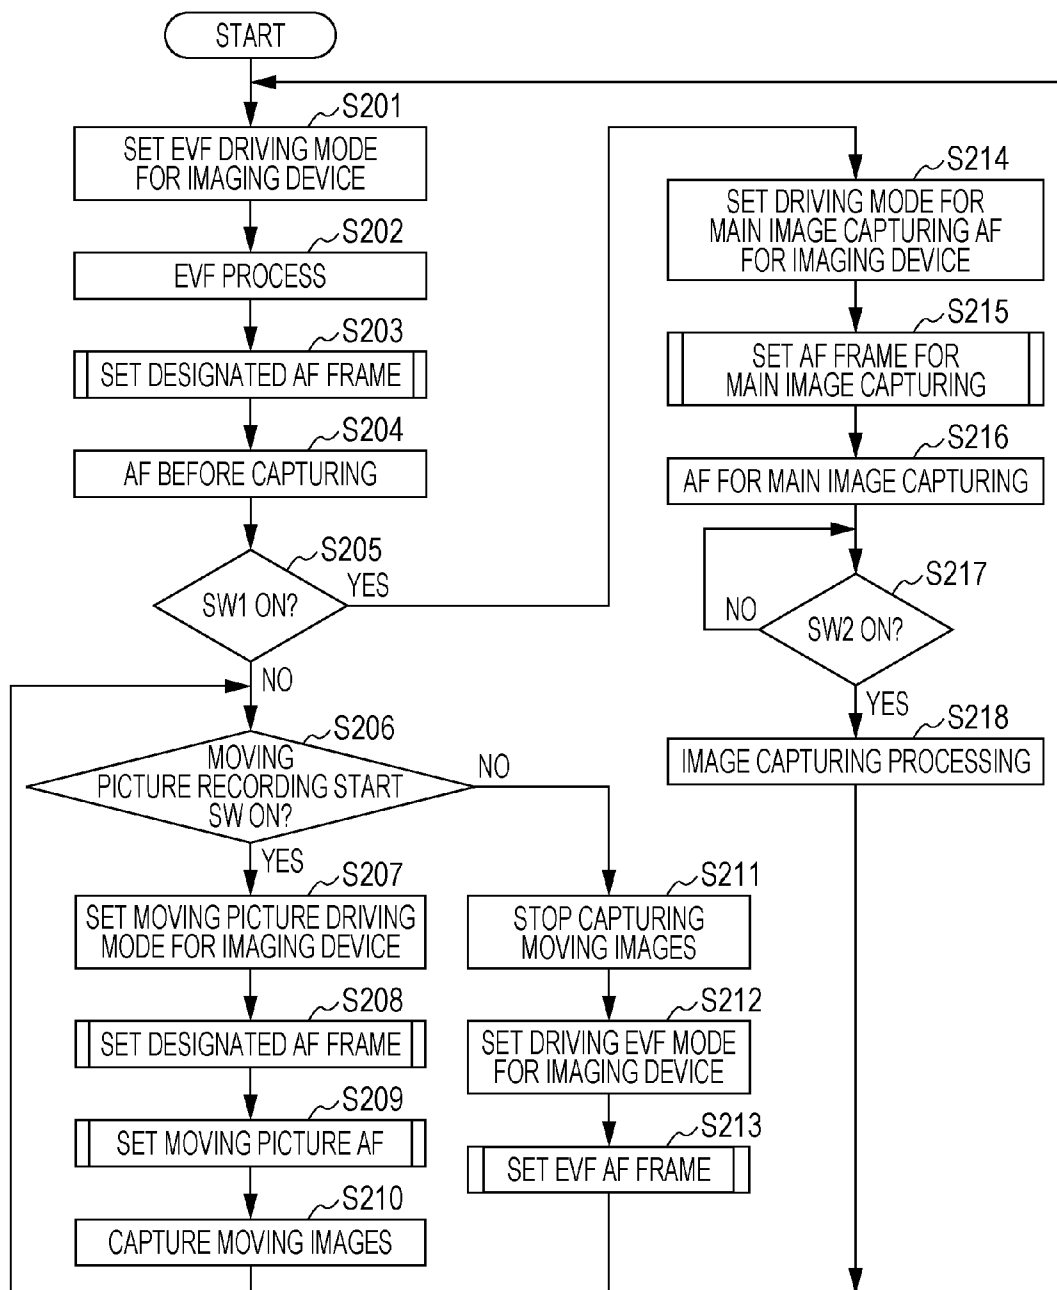 START
S201
SET EVF DRIVING MODE
FOR IMAGING DEVICE
S202
EVF PROCESS
S203
SET DESIGNATED AF FRAME
S204
AF BEFORE CAPTURING
S205
SW1 ON?
YES
NO
S206
MOVING
PICTURE RECORDING START
SW ON?
NO
YES
S207
SET MOVING PICTURE DRIVING
MODE FOR IMAGING DEVICE
S208
SET DESIGNATED AF FRAME
S209
SET MOVING PICTURE AF
S210
CAPTURE MOVING IMAGES
S211
STOP CAPTURING
MOVING IMAGES
S212
SET DRIVING EVF MODE
FOR IMAGING DEVICE
S213
SET EVF AF FRAME
S214
SET DRIVING MODE FOR
MAIN IMAGE CAPTURING AF
FOR IMAGING DEVICE
S215
SET AF FRAME FOR
MAIN IMAGE CAPTURING
S216
AF FOR MAIN IMAGE CAPTURING
S217
SW2 ON?
NO
YES
S218
IMAGE CAPTURING PROCESSING